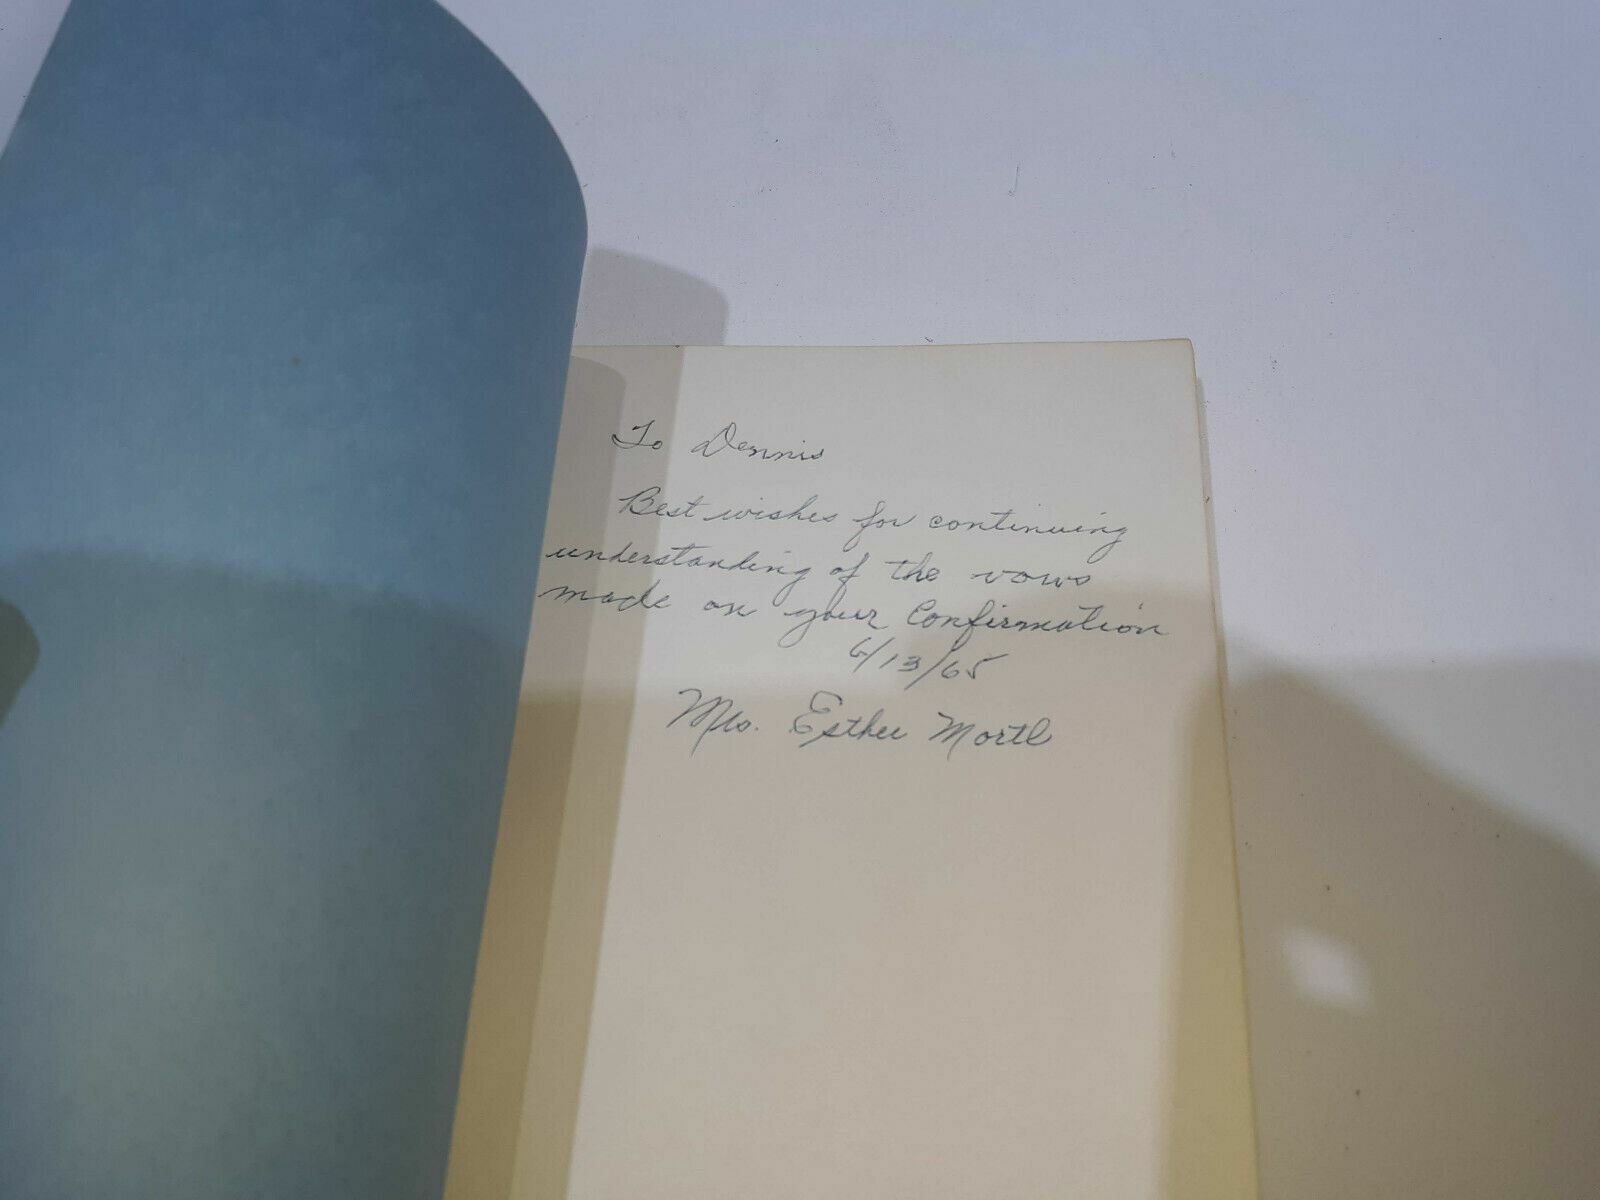 To Dennis
Best wishes for continuing
understanding of the vows
made on your Confirmation
6/13/65
Mrs. Esther Mortl